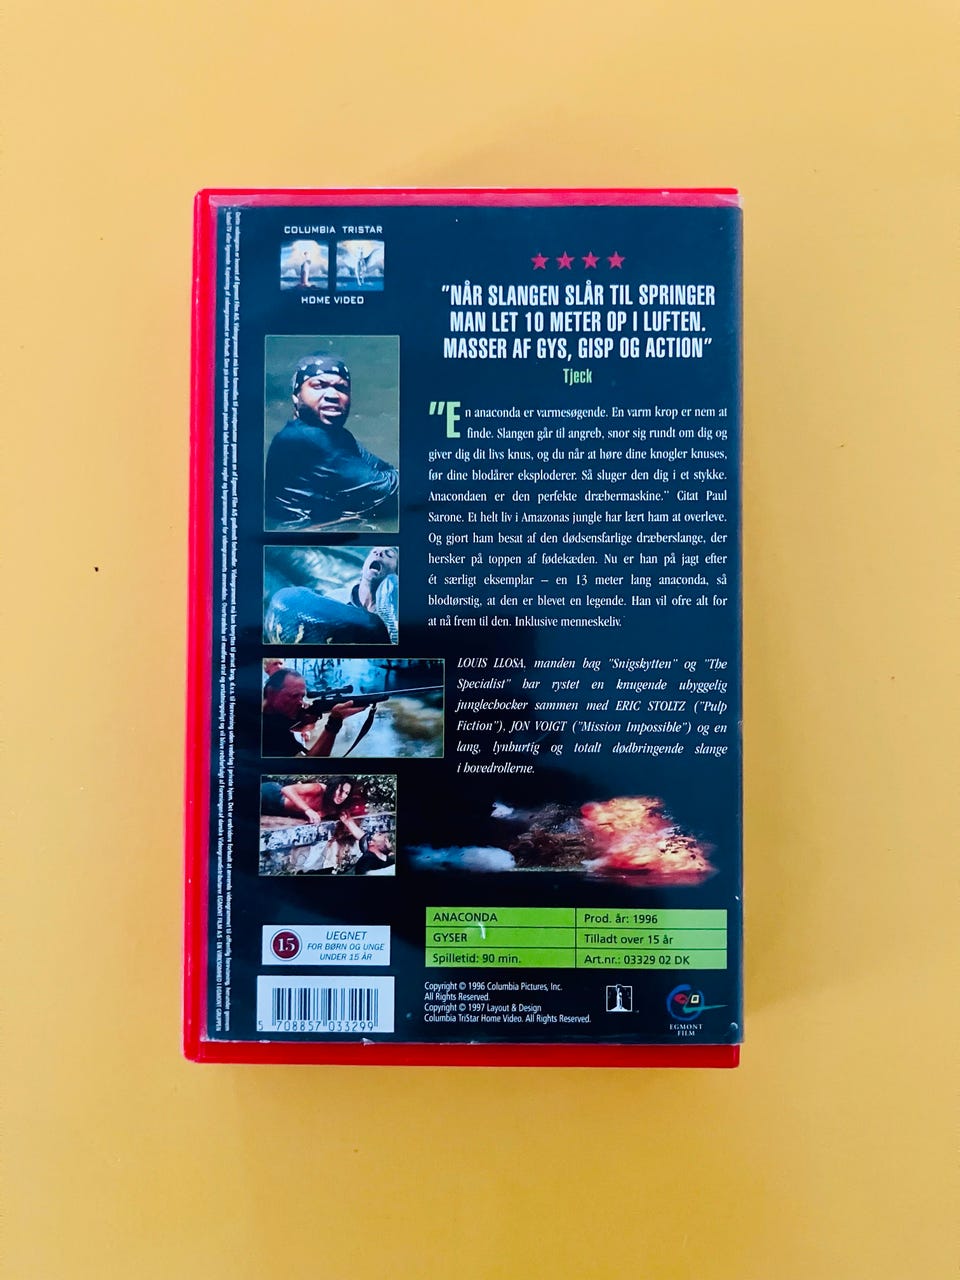 COLUMBIA TRISTAR
HOME VIDEO
"NÅR SLANGEN SLÅR TIL SPRINGER
MAN LET 10 METER OP I LUFTEN.
MASSER AF GYS, GISP OG ACTION"
Tjeck
"En anaconda er varmesøgende. En varm krop er nem at
finde. Slangen går til angreb, snor sig rundt om dig og
giver dig dit livs knus, og du når at høre dine knogler knuses,
før dine blodårer eksploderer. Så sluger den dig i et stykke.
Anacondaen er den perfekte dræbermaskine." Citat Paul
Sarone. Et helt liv i Amazonas jungle har lært ham at overleve.
Og gjort ham besat af den dødsensfarlige dræberslange, der
hersker på toppen af fødekæden. Nu er han på jagt efter
ét særligt eksemplar – en 13 meter lang anaconda, så
blodtørstig, at den er blevet en legende. Han vil ofre alt for
at nå frem til den. Inklusive menneskeliv.
LOUIS LLOSA, manden bag "Snigskytten" og "The
Specialist" har rystet en knugende uhyggelig
junglechocker sammen med ERIC STOLTZ ("Pulp
Fiction"), JON VOIGT ("Mission Impossible") og en
lang, lynhurtig og totalt dødbringende slange
i hovedrollerne.
15
UEGNET
FOR BØRN OG UNGE
UNDER 15 ÅR
ANACONDA
Prod. år: 1996
GYSER
Tilladt over 15 år
Spilletid: 90 min.
Art.nr.: 03329 02 DK
5 708857 033299
Copyright © 1996 Columbia Pictures, Inc.
All Rights Reserved.
Copyright © 1997 Layout & Design
Columbia TriStar Home Video. All Rights Reserved.
EGMONT
FILM